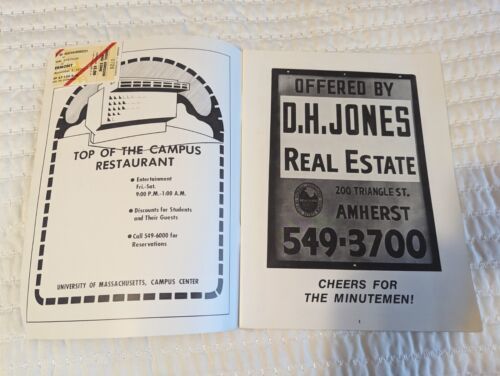 TOP OF THE CAMPUS
RESTAURANT
● Entertainment
Fri.-Sat:
9:00 P.M.-1:00 A.M.
● Discounts for Students
and Their Guests
● Call 549-6000 for
Reservations
UNIVERSITY OF MASSACHUSETTS, CAMPUS CENTER
OFFERED BY
D.H.JONES
REAL ESTATE
200 TRIANGLE ST.
AMHERST
549-3700
CHEERS FOR
THE MINUTEMEN!